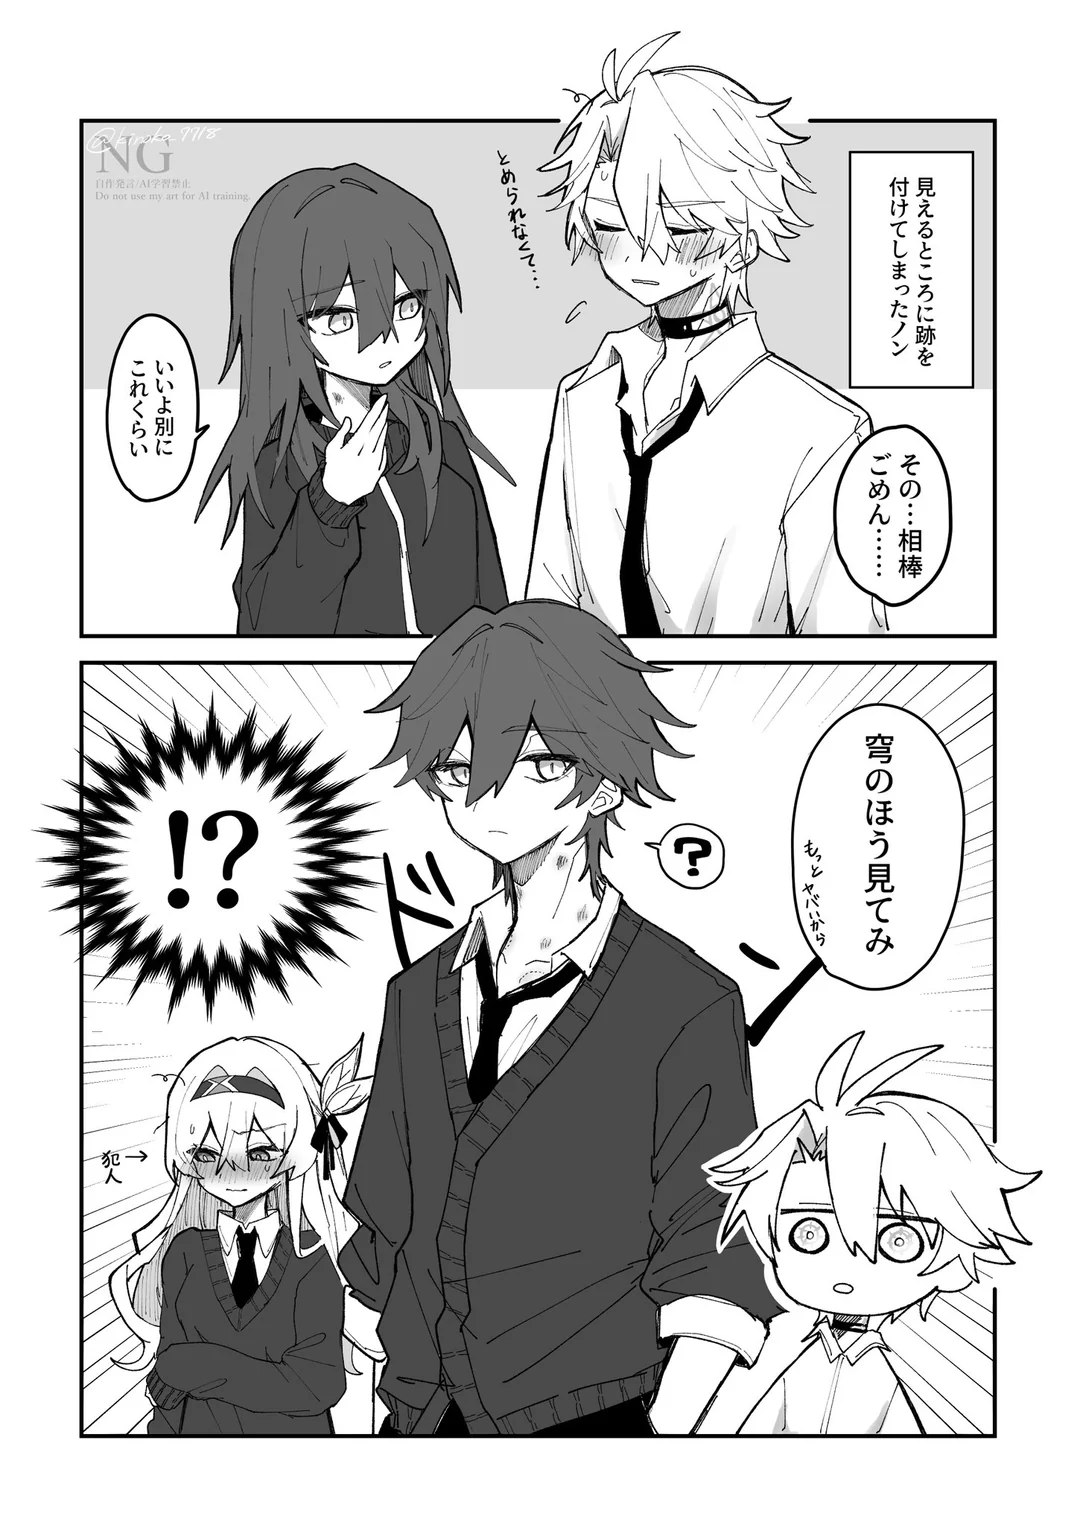 @kinoka_7718
NG
自作発言/AI学習禁止
Do not use my art for AI training.
見えるところに跡を
付けてしまったノン
とめられなくて…
その…相棒
ごめん……
いいよ別に
これくらい
穹のほう見てみ
もっとヤバいから
?
ドン
!?
犯人→